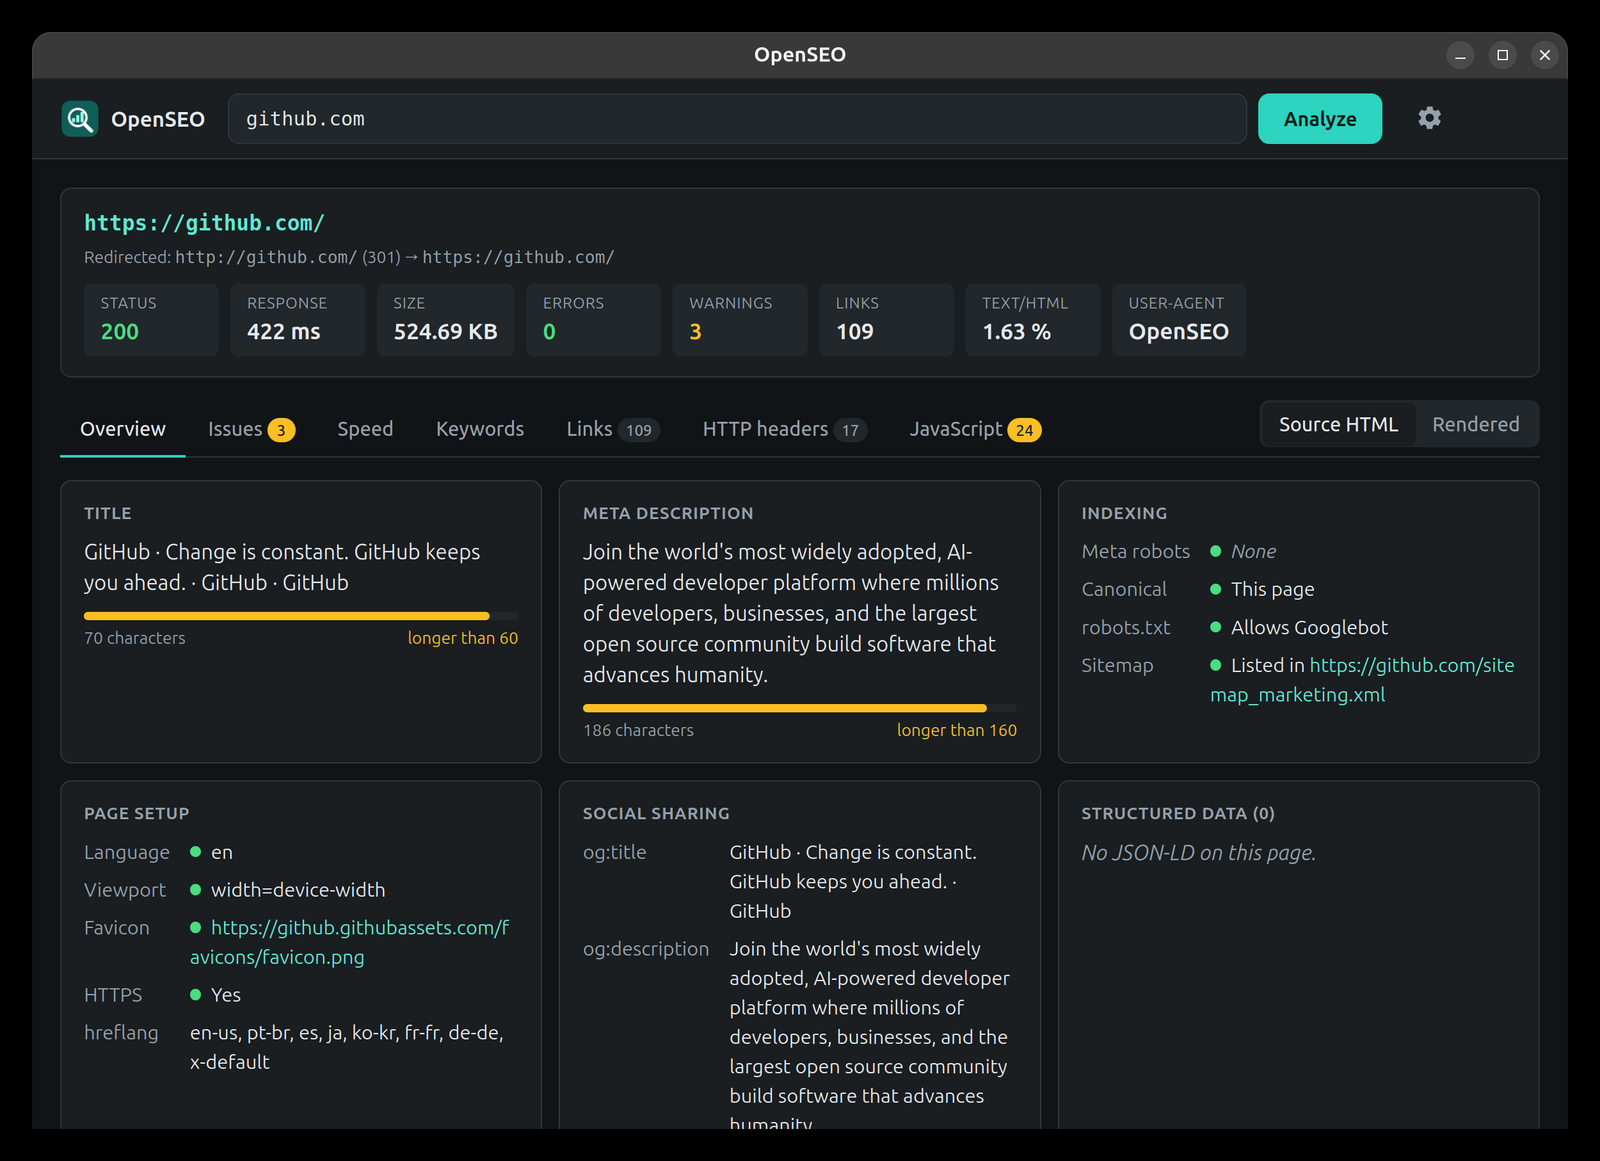 OpenSEO
OpenSEO
github.com
Analyze
https://github.com/
Redirected: http://github.com/ (301) → https://github.com/
STATUS
200
RESPONSE
422 ms
SIZE
524.69 KB
ERRORS
0
WARNINGS
3
LINKS
109
TEXT/HTML
1.63 %
USER-AGENT
OpenSEO
Overview
Issues 3
Speed
Keywords
Links 109
HTTP headers 17
JavaScript 24
Source HTML
Rendered
TITLE
GitHub · Change is constant. GitHub keeps
you ahead. · GitHub · GitHub
70 characters
longer than 60
META DESCRIPTION
Join the world's most widely adopted, AI-
powered developer platform where millions
of developers, businesses, and the largest
open source community build software that
advances humanity.
186 characters
longer than 160
INDEXING
Meta robots None
Canonical This page
robots.txt Allows Googlebot
Sitemap Listed in https://github.com/site
map_marketing.xml
PAGE SETUP
Language en
Viewport width=device-width
Favicon https://github.githubassets.com/f
avicons/favicon.png
HTTPS Yes
hreflang en-us, pt-br, es, ja, ko-kr, fr-fr, de-de,
x-default
SOCIAL SHARING
og:title GitHub · Change is constant.
GitHub keeps you ahead. ·
GitHub
og:description Join the world's most widely
adopted, AI-powered developer
platform where millions of
developers, businesses, and the
largest open source community
build software that advances
humanity.
STRUCTURED DATA (0)
No JSON-LD on this page.